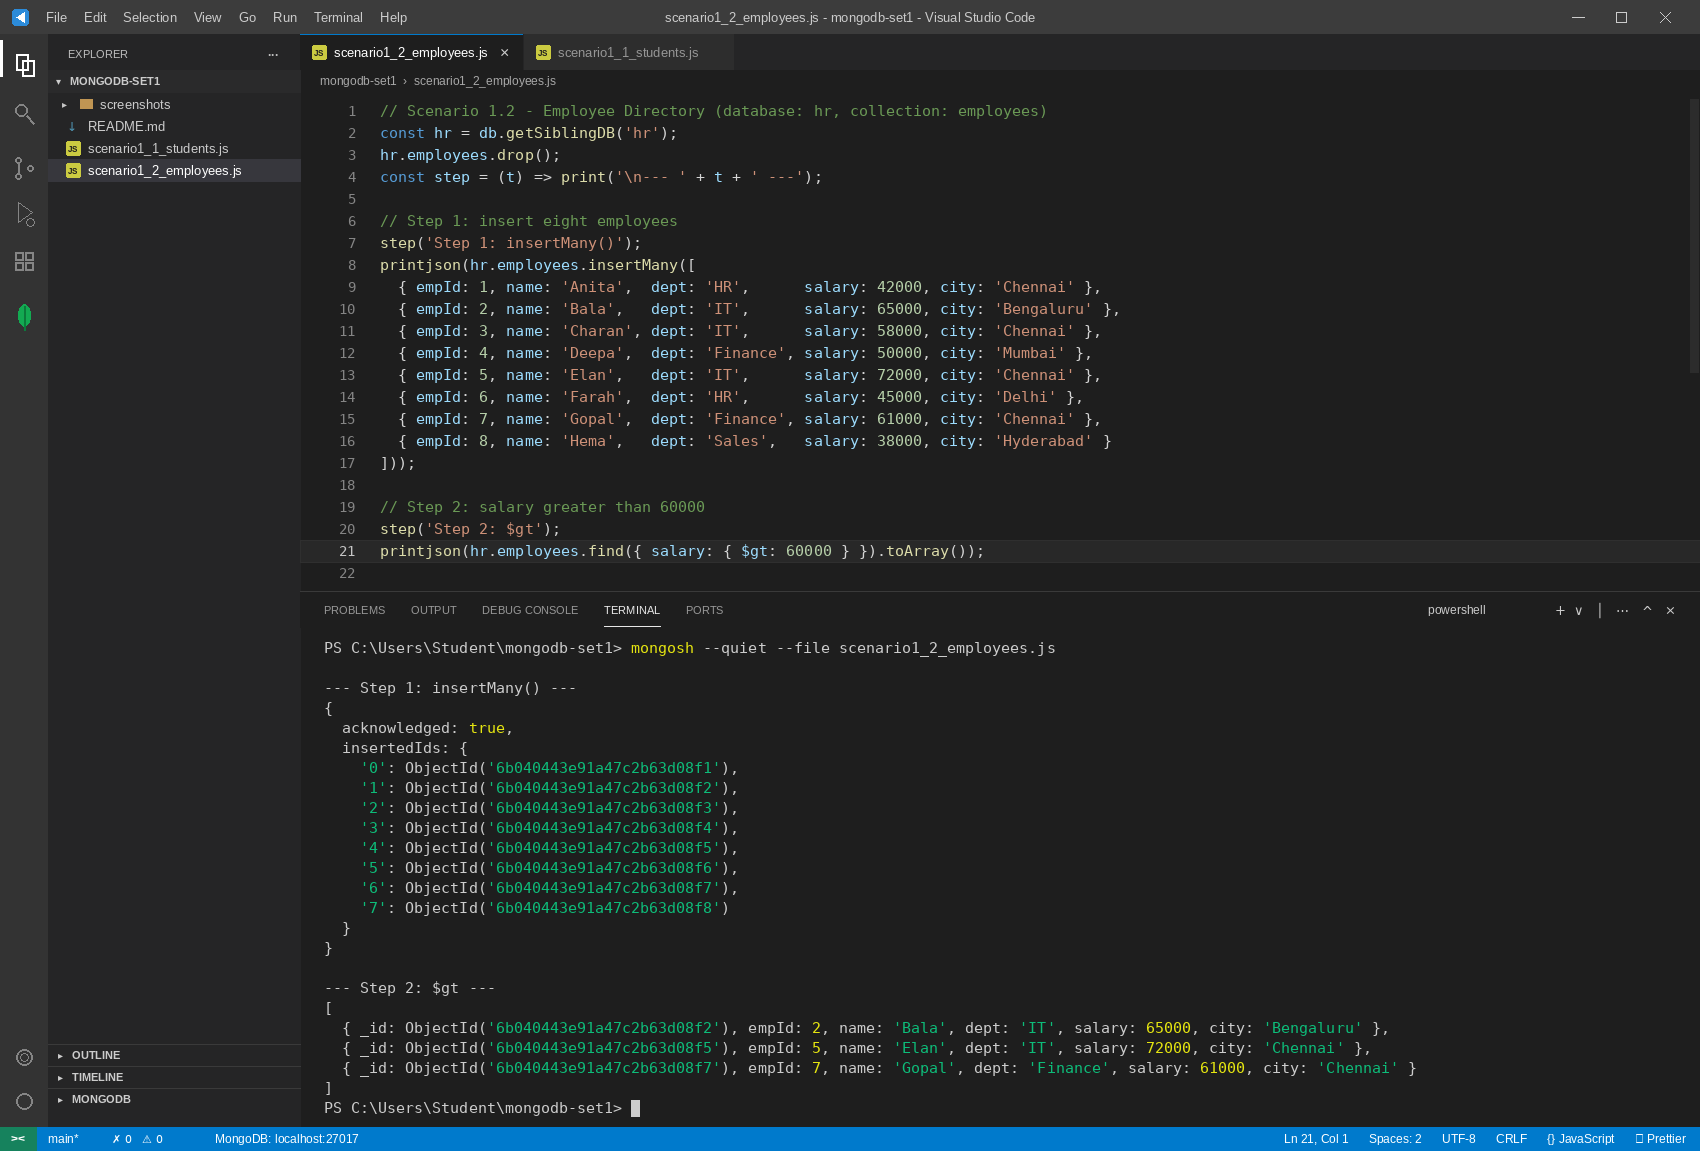 File Edit Selection View Go Run Terminal Help
scenario1_2_employees.js - mongodb-set1 - Visual Studio Code
EXPLORER ···
MONGODB-SET1
screenshots
README.md
JS scenario1_1_students.js
JS scenario1_2_employees.js
OUTLINE
TIMELINE
MONGODB
JS scenario1_2_employees.js ×
JS scenario1_1_students.js
mongodb-set1 › scenario1_2_employees.js
1 // Scenario 1.2 - Employee Directory (database: hr, collection: employees)
2 const hr = db.getSiblingDB('hr');
3 hr.employees.drop();
4 const step = (t) => print('\n--- ' + t + ' ---');
5
6 // Step 1: insert eight employees
7 step('Step 1: insertMany()');
8 printjson(hr.employees.insertMany([
9   { empId: 1, name: 'Anita',  dept: 'HR',      salary: 42000, city: 'Chennai' },
10   { empId: 2, name: 'Bala',   dept: 'IT',      salary: 65000, city: 'Bengaluru' },
11   { empId: 3, name: 'Charan', dept: 'IT',      salary: 58000, city: 'Chennai' },
12   { empId: 4, name: 'Deepa',  dept: 'Finance', salary: 50000, city: 'Mumbai' },
13   { empId: 5, name: 'Elan',   dept: 'IT',      salary: 72000, city: 'Chennai' },
14   { empId: 6, name: 'Farah',  dept: 'HR',      salary: 45000, city: 'Delhi' },
15   { empId: 7, name: 'Gopal',  dept: 'Finance', salary: 61000, city: 'Chennai' },
16   { empId: 8, name: 'Hema',   dept: 'Sales',   salary: 38000, city: 'Hyderabad' }
17 ]));
18
19 // Step 2: salary greater than 60000
20 step('Step 2: $gt');
21 printjson(hr.employees.find({ salary: { $gt: 60000 } }).toArray());
22
PROBLEMS OUTPUT DEBUG CONSOLE TERMINAL PORTS powershell + ∨ | ··· ^ ×
PS C:\Users\Student\mongodb-set1> mongosh --quiet --file scenario1_2_employees.js
--- Step 1: insertMany() ---
{
  acknowledged: true,
  insertedIds: {
    '0': ObjectId('6b040443e91a47c2b63d08f1'),
    '1': ObjectId('6b040443e91a47c2b63d08f2'),
    '2': ObjectId('6b040443e91a47c2b63d08f3'),
    '3': ObjectId('6b040443e91a47c2b63d08f4'),
    '4': ObjectId('6b040443e91a47c2b63d08f5'),
    '5': ObjectId('6b040443e91a47c2b63d08f6'),
    '6': ObjectId('6b040443e91a47c2b63d08f7'),
    '7': ObjectId('6b040443e91a47c2b63d08f8')
  }
}
--- Step 2: $gt ---
[
  { _id: ObjectId('6b040443e91a47c2b63d08f2'), empId: 2, name: 'Bala', dept: 'IT', salary: 65000, city: 'Bengaluru' },
  { _id: ObjectId('6b040443e91a47c2b63d08f5'), empId: 5, name: 'Elan', dept: 'IT', salary: 72000, city: 'Chennai' },
  { _id: ObjectId('6b040443e91a47c2b63d08f7'), empId: 7, name: 'Gopal', dept: 'Finance', salary: 61000, city: 'Chennai' }
]
PS C:\Users\Student\mongodb-set1>
>< main* ✗ 0 ⚠ 0 MongoDB: localhost:27017 Ln 21, Col 1 Spaces: 2 UTF-8 CRLF {} JavaScript Prettier